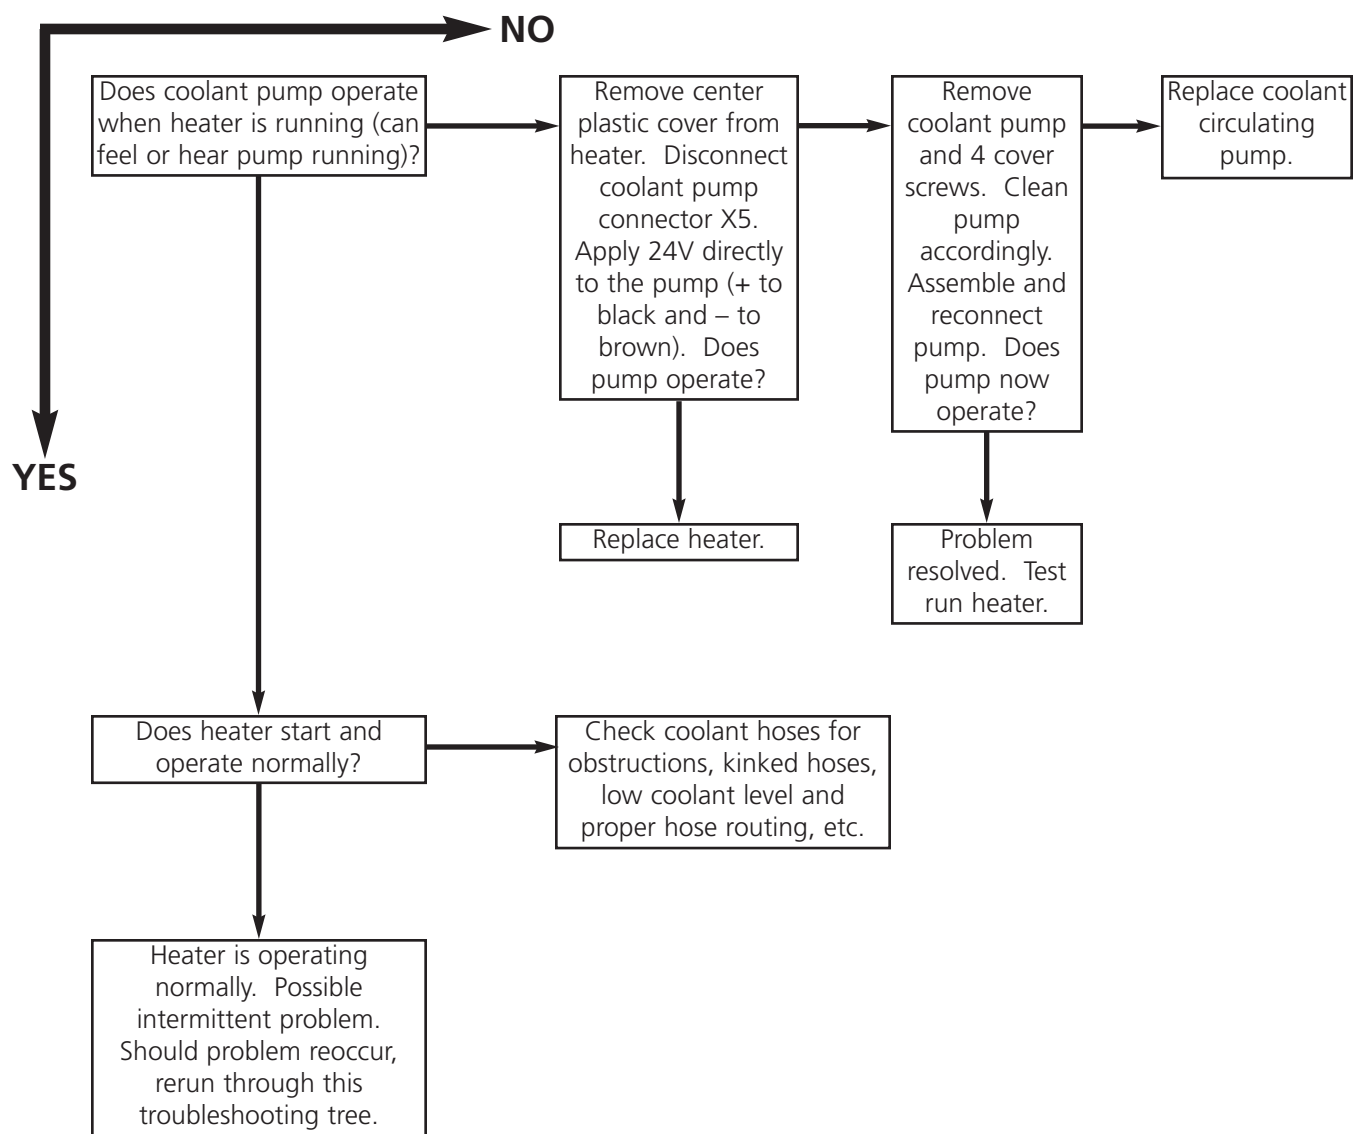 NO
YES
Does coolant pump operate
when heater is running (can
feel or hear pump running)?
Remove center
plastic cover from
heater. Disconnect
coolant pump
connector X5.
Apply 24V directly
to the pump (+ to
black and – to
brown). Does
pump operate?
Remove
coolant pump
and 4 cover
screws. Clean
pump
accordingly.
Assemble and
reconnect
pump. Does
pump now
operate?
Replace coolant
circulating
pump.
Replace heater.
Problem
resolved. Test
run heater.
Does heater start and
operate normally?
Check coolant hoses for
obstructions, kinked hoses,
low coolant level and
proper hose routing, etc.
Heater is operating
normally. Possible
intermittent problem.
Should problem reoccur,
rerun through this
troubleshooting tree.